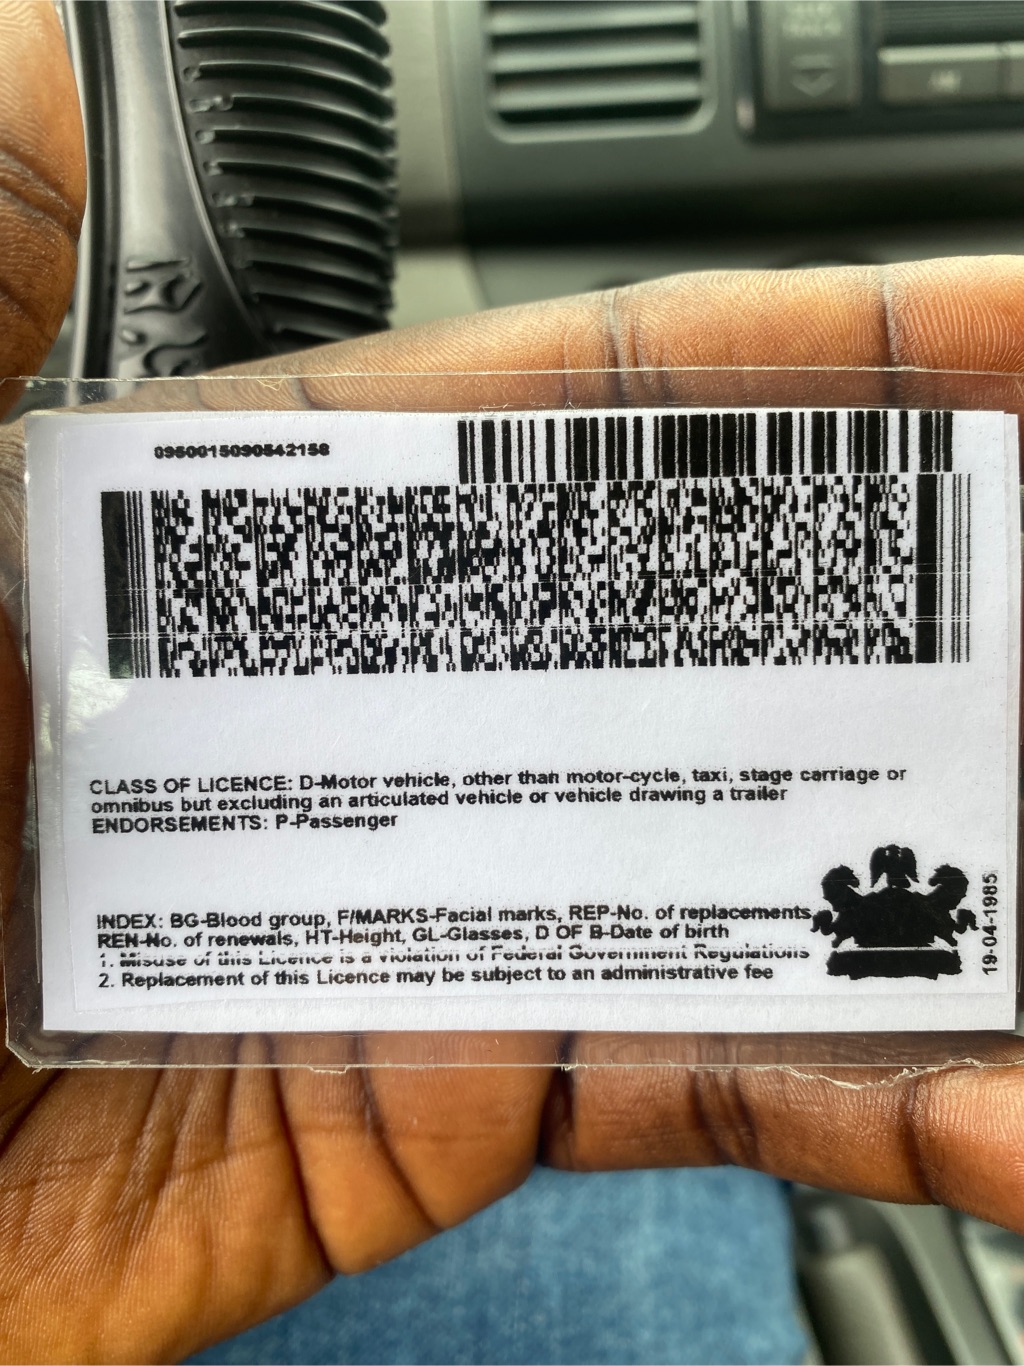 0950015090542158
CLASS OF LICENCE: D-Motor vehicle, other than motor-cycle, taxi, stage carriage or
omnibus but excluding an articulated vehicle or vehicle drawing a trailer
ENDORSEMENTS: P-Passenger
INDEX: BG-Blood group, F/MARKS-Facial marks, REP-No. of replacements,
REN-No. of renewals, HT-Height, GL-Glasses, D OF B-Date of birth
1. Misuse of this Licence is a violation of Federal Government Regulations
2. Replacement of this Licence may be subject to an administrative fee
19-04-1985